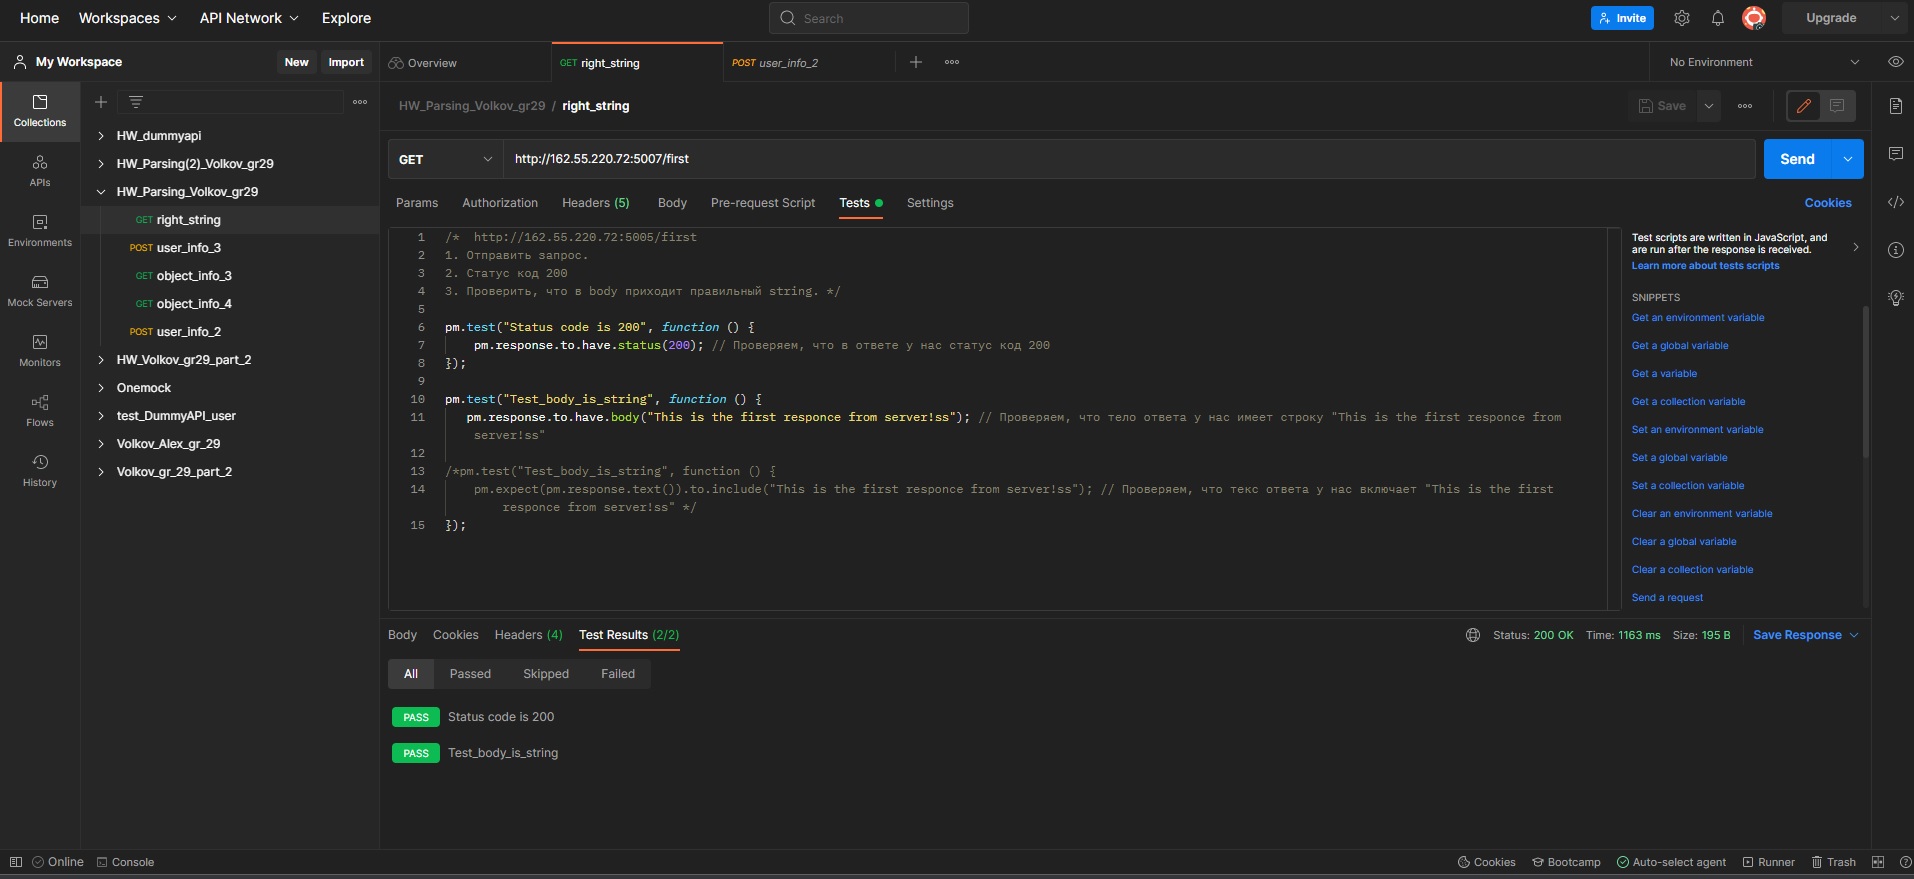 Home Workspaces API Network Explore Search Invite Upgrade
My Workspace New Import
Overview GET right_string POST user_info_2 No Environment
Collections
APIs
Environments
Mock Servers
Monitors
Flows
History
HW_dummyapi
HW_Parsing(2)_Volkov_gr29
HW_Parsing_Volkov_gr29
GET right_string
POST user_info_3
GET object_info_3
GET object_info_4
POST user_info_2
HW_Volkov_gr29_part_2
Onemock
test_DummyAPI_user
Volkov_Alex_gr_29
Volkov_gr_29_part_2
HW_Parsing_Volkov_gr29 / right_string Save
GET http://162.55.220.72:5007/first Send
Params Authorization Headers (5) Body Pre-request Script Tests Settings Cookies
1 /* http://162.55.220.72:5005/first
2 1. Отправить запрос.
3 2. Статус код 200
4 3. Проверить, что в body приходит правильный string. */
5
6 pm.test("Status code is 200", function () {
7 pm.response.to.have.status(200); // Проверяем, что в ответе у нас статус код 200
8 });
9
10 pm.test("Test_body_is_string", function () {
11 pm.response.to.have.body("This is the first responce from server!ss"); // Проверяем, что тело ответа у нас имеет строку "This is the first responce from
server!ss"
12
13 /*pm.test("Test_body_is_string", function () {
14 pm.expect(pm.response.text()).to.include("This is the first responce from server!ss"); // Проверяем, что текс ответа у нас включает "This is the first
responce from server!ss" */
15 });
Test scripts are written in JavaScript, and
are run after the response is received.
Learn more about tests scripts
SNIPPETS
Get an environment variable
Get a global variable
Get a variable
Get a collection variable
Set an environment variable
Set a global variable
Set a collection variable
Clear an environment variable
Clear a global variable
Clear a collection variable
Send a request
Body Cookies Headers (4) Test Results (2/2) Status: 200 OK Time: 1163 ms Size: 195 B Save Response
All Passed Skipped Failed
PASS Status code is 200
PASS Test_body_is_string
Online Console Cookies Bootcamp Auto-select agent Runner Trash